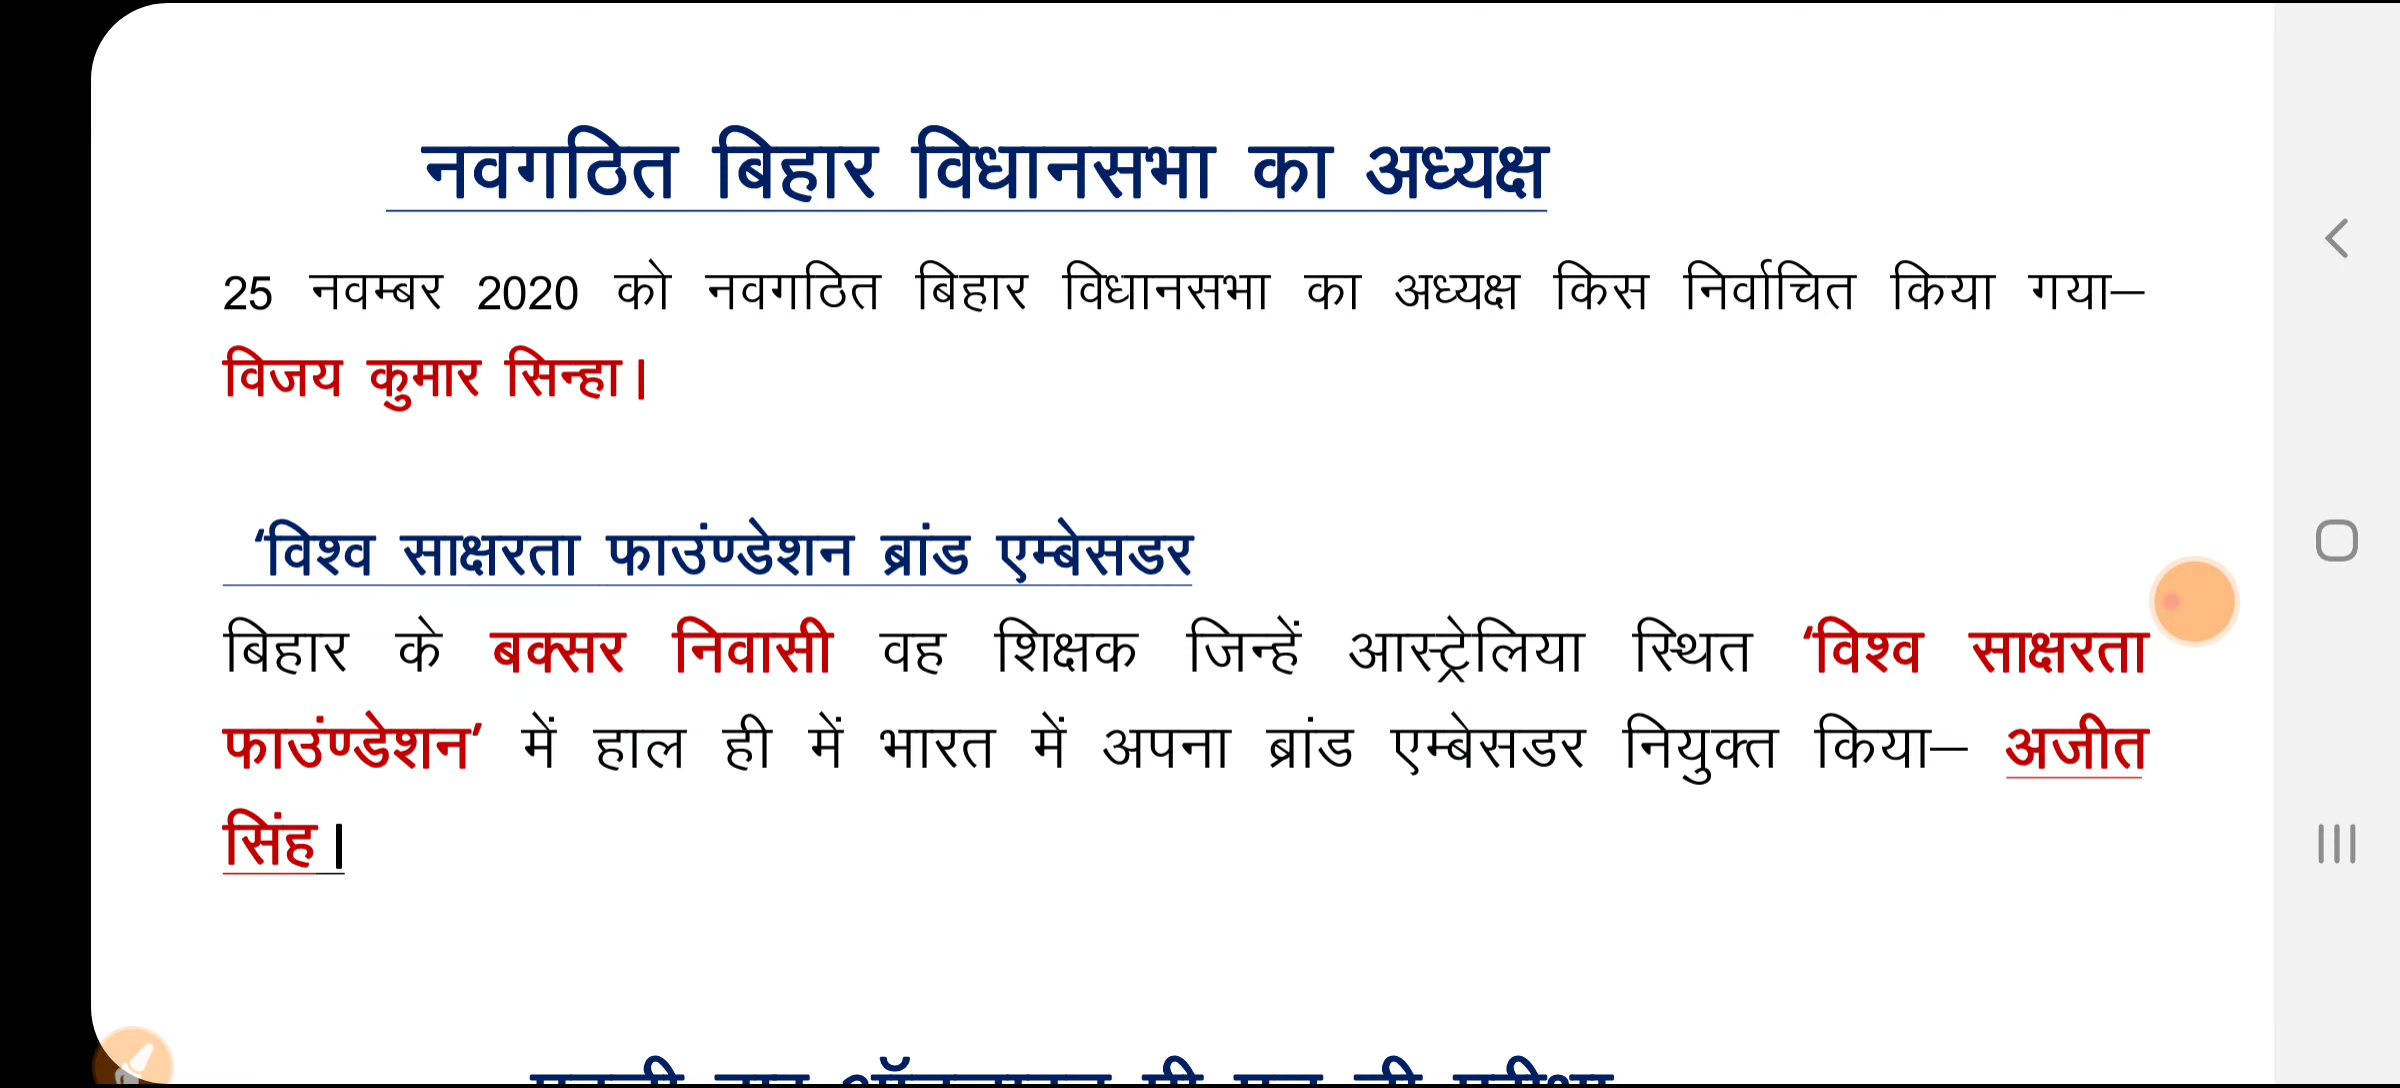 नवगठित बिहार विधानसभा का अध्यक्ष
25 नवम्बर 2020 को नवगठित बिहार विधानसभा का अध्यक्ष किस निर्वाचित किया गया–
विजय कुमार सिन्हा।
‘विश्व साक्षरता फाउंण्डेशन ब्रांड एम्बेसडर
बिहार के बक्सर निवासी वह शिक्षक जिन्हें आस्ट्रेलिया स्थित ‘विश्व साक्षरता
फाउंण्डेशन’ में हाल ही में भारत में अपना ब्रांड एम्बेसडर नियुक्त किया– अजीत
सिंह।